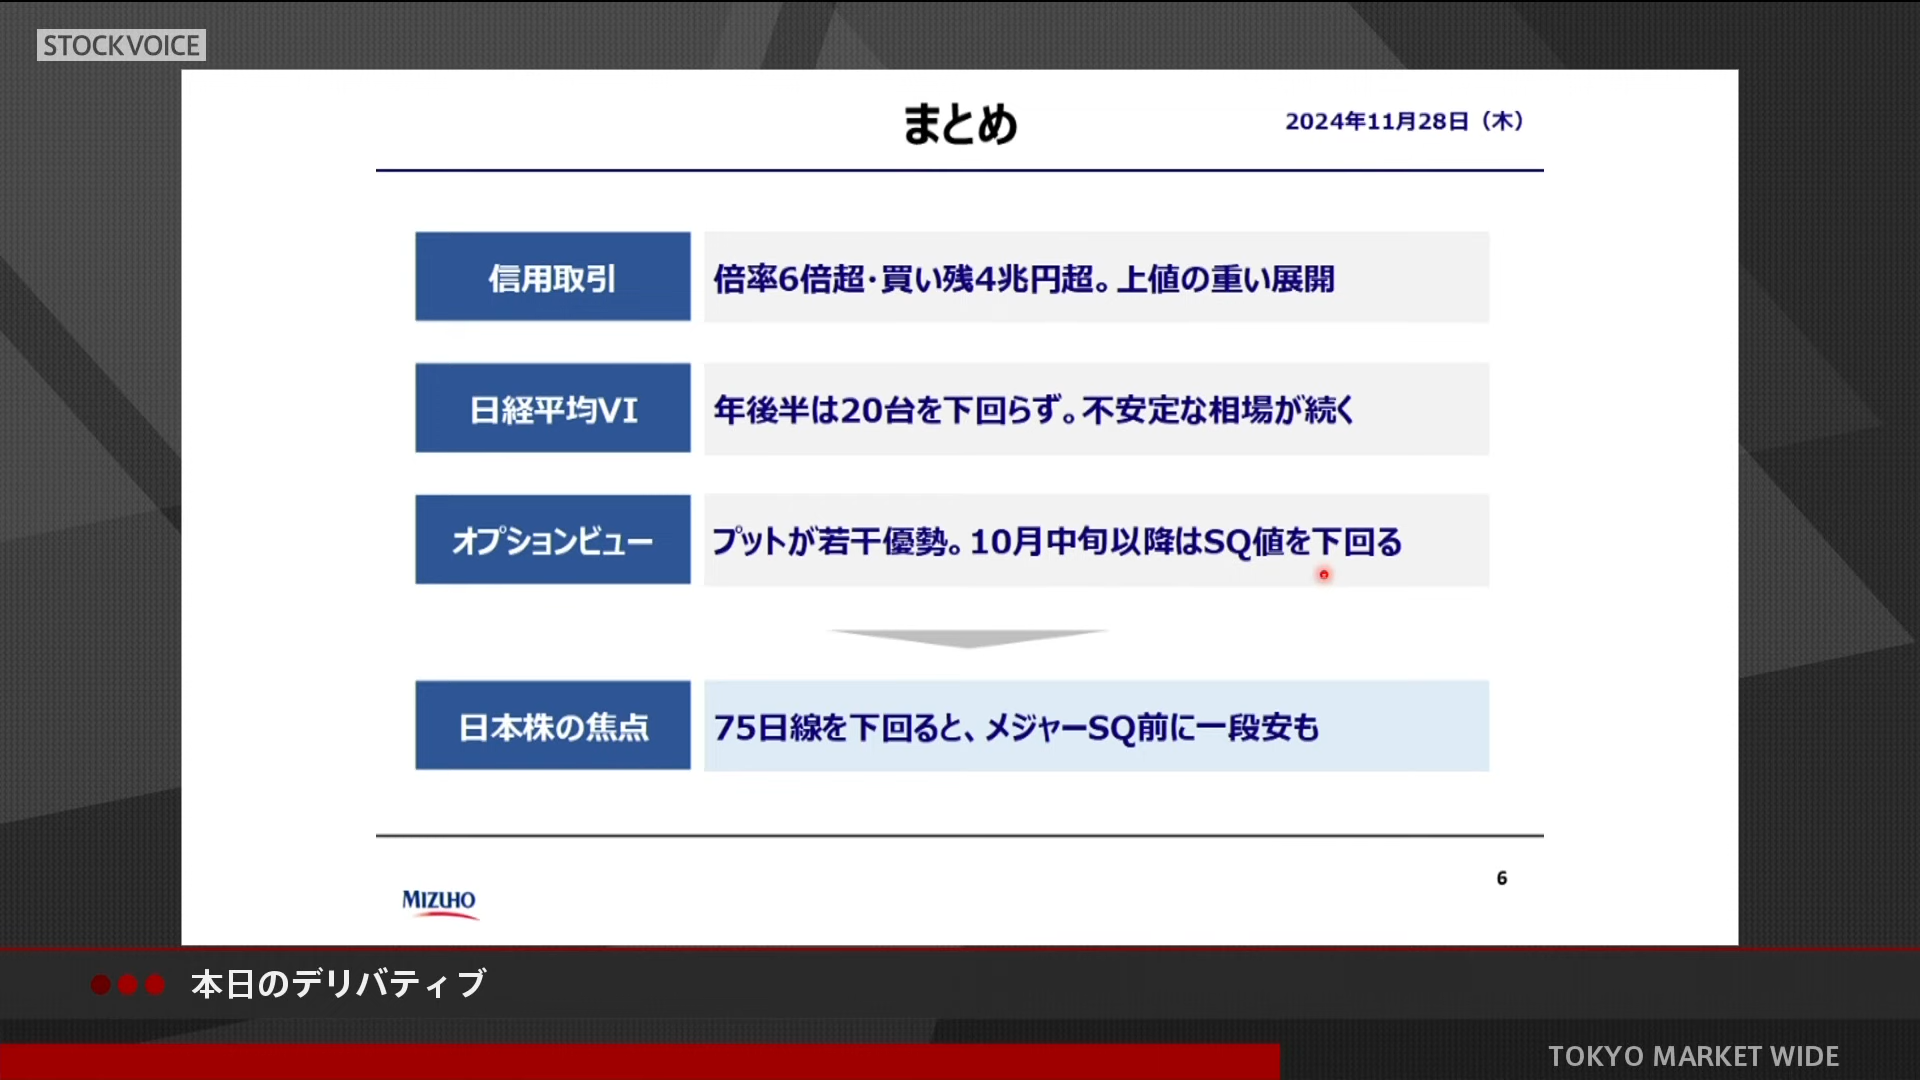 STOCKVOICE
まとめ
2024年11月28日（木）
信用取引
倍率6倍超・買い残4兆円超。上値の重い展開
日経平均VI
年後半は20台を下回らず。不安定な相場が続く
オプションビュー
プットが若干優勢。10月中旬以降はSQ値を下回る
日本株の焦点
75日線を下回ると、メジャーSQ前に一段安も
MIZUHO
6
本日のデリバティブ
TOKYO MARKET WIDE